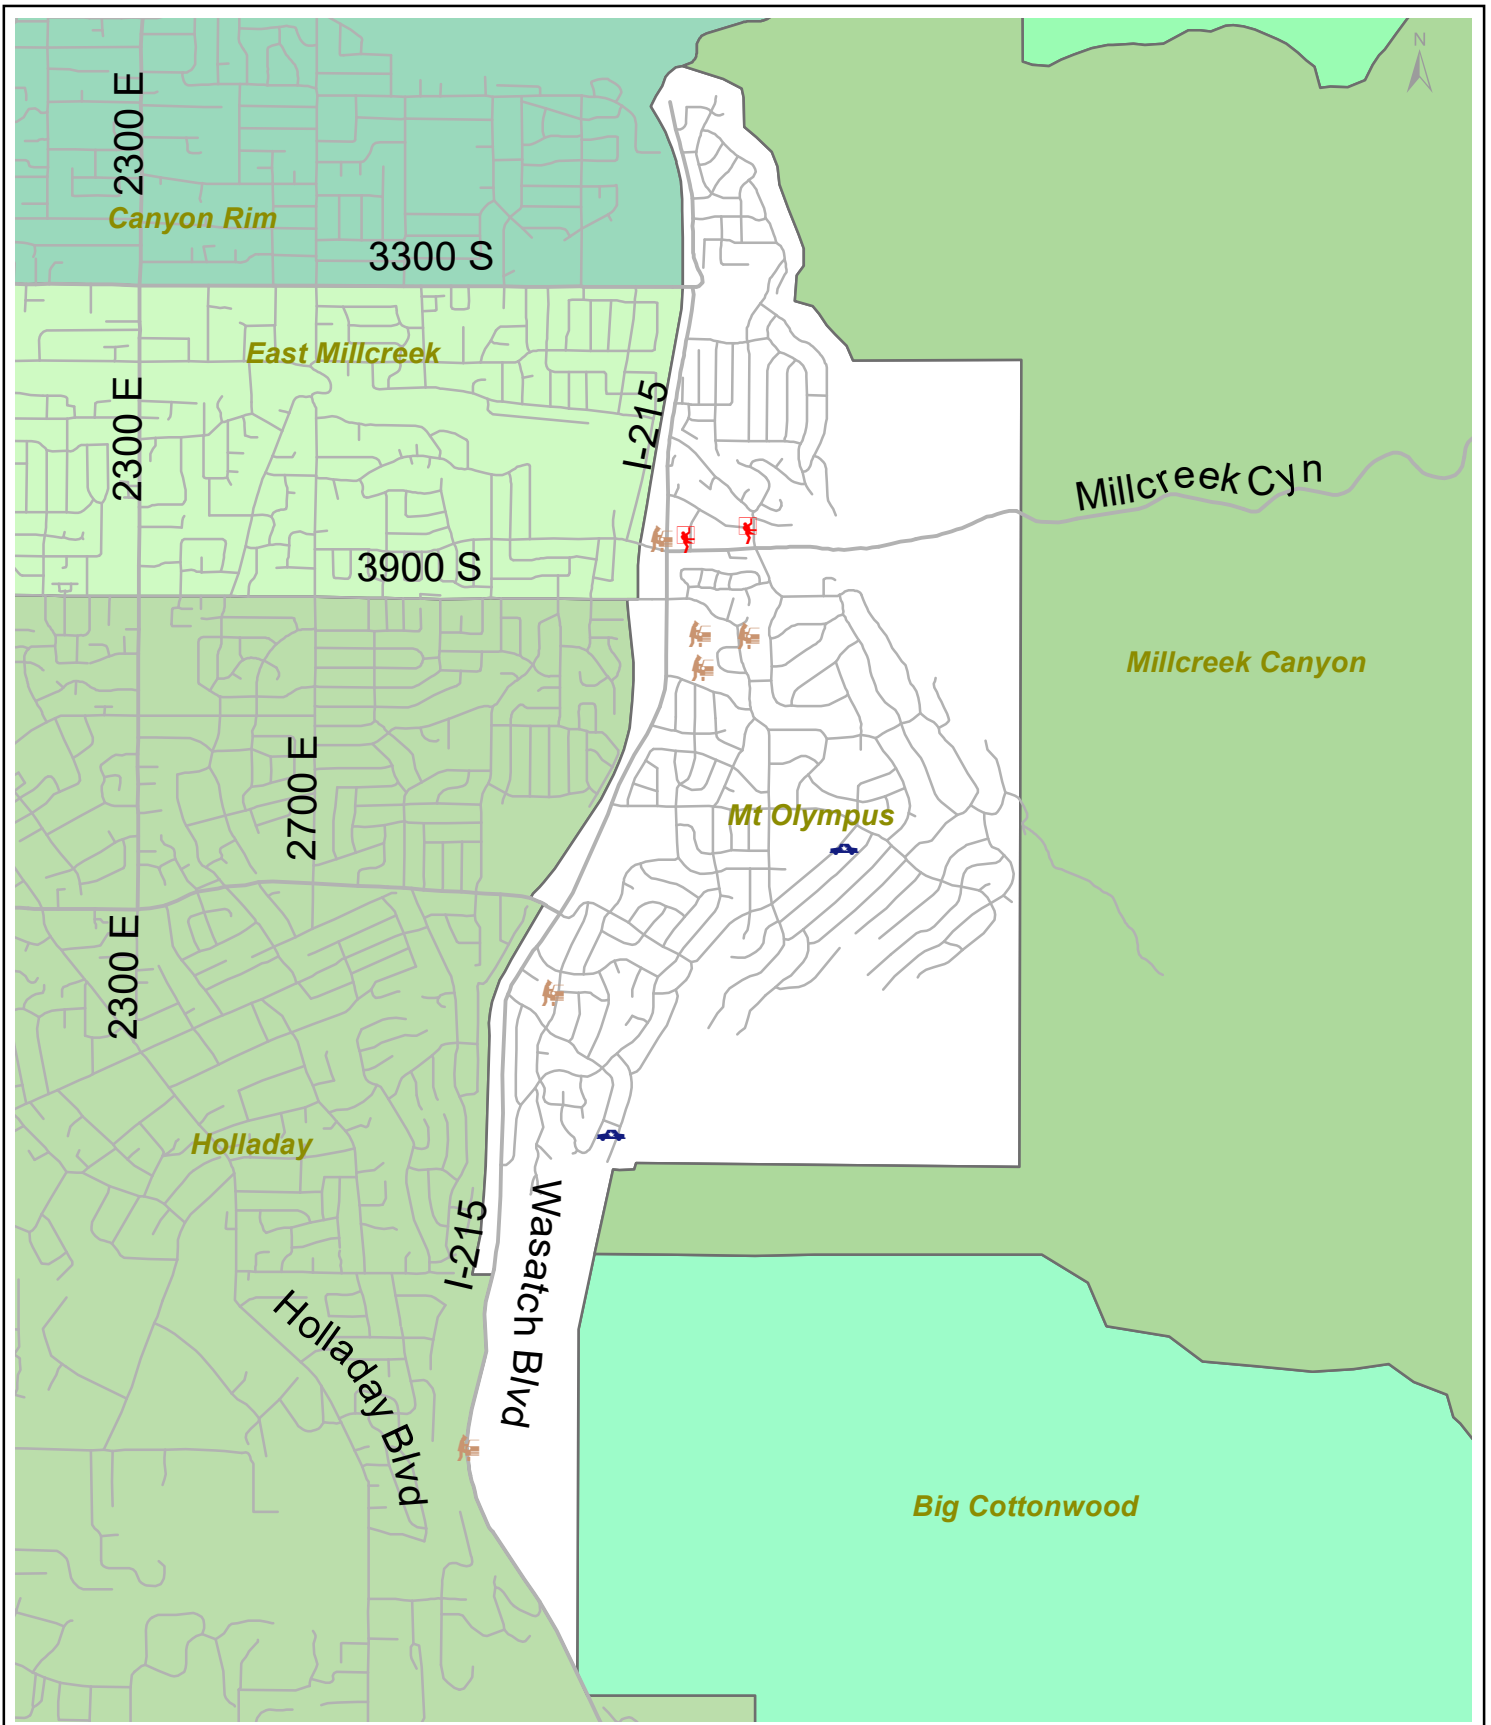 N
2300 E
Canyon Rim
3300 S
East Millcreek
I-215
2300 E
Millcreek Cyn
3900 S
Millcreek Canyon
2700 E
Mt Olympus
2300 E
Holladay
I-215
Wasatch Blvd
Holladay Blvd
Big Cottonwood